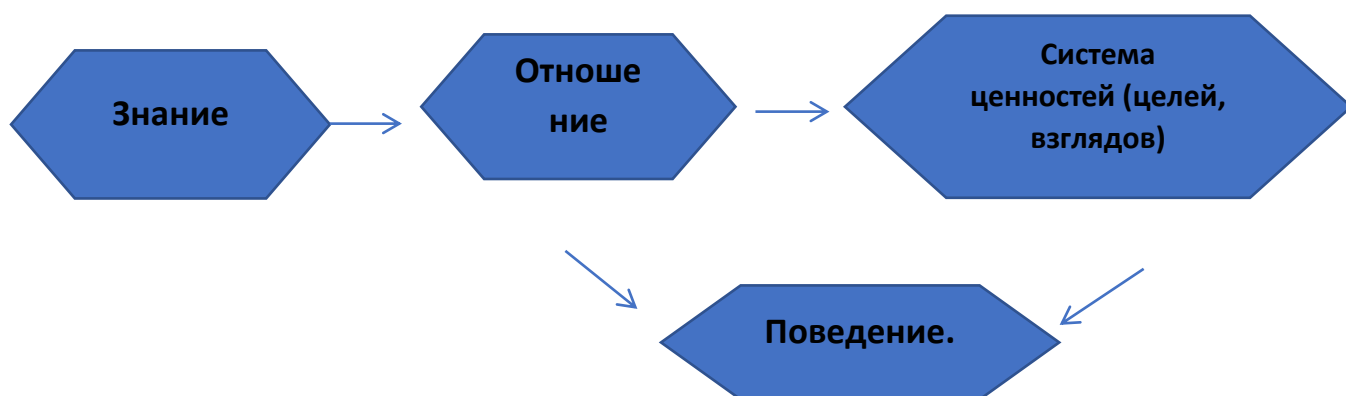 Знание
Отноше
ние
Система
ценностей (целей,
взглядов)
Поведение.